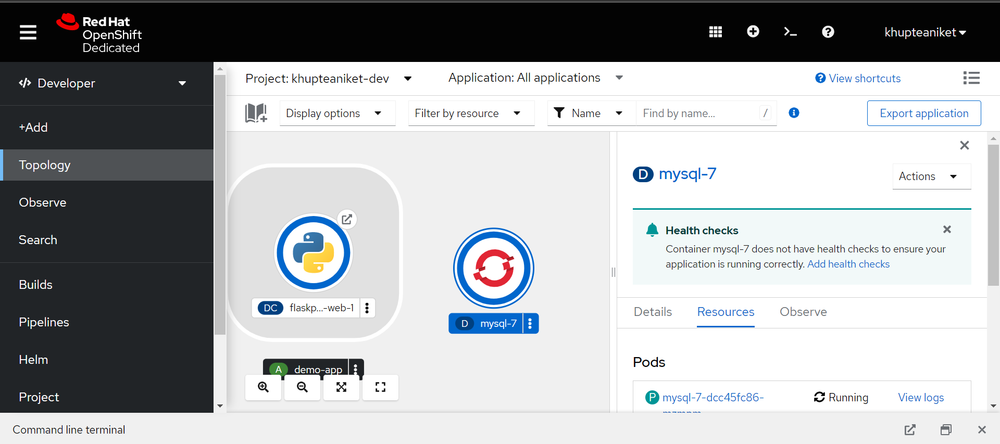 Red Hat
OpenShift
Dedicated
khupteaniket
Developer
Project: khupteaniket-dev
Application: All applications
View shortcuts
Display options
Filter by resource
Name
Find by name...
/
Export application
+Add
Topology
Observe
Search
Builds
Pipelines
Helm
Project
DC flaskp...-web-1
D mysql-7
A demo-app
D mysql-7
Actions
Health checks
Container mysql-7 does not have health checks to ensure your
application is running correctly. Add health checks
Details
Resources
Observe
Pods
P mysql-7-dcc45fc86-
Running
View logs
Command line terminal